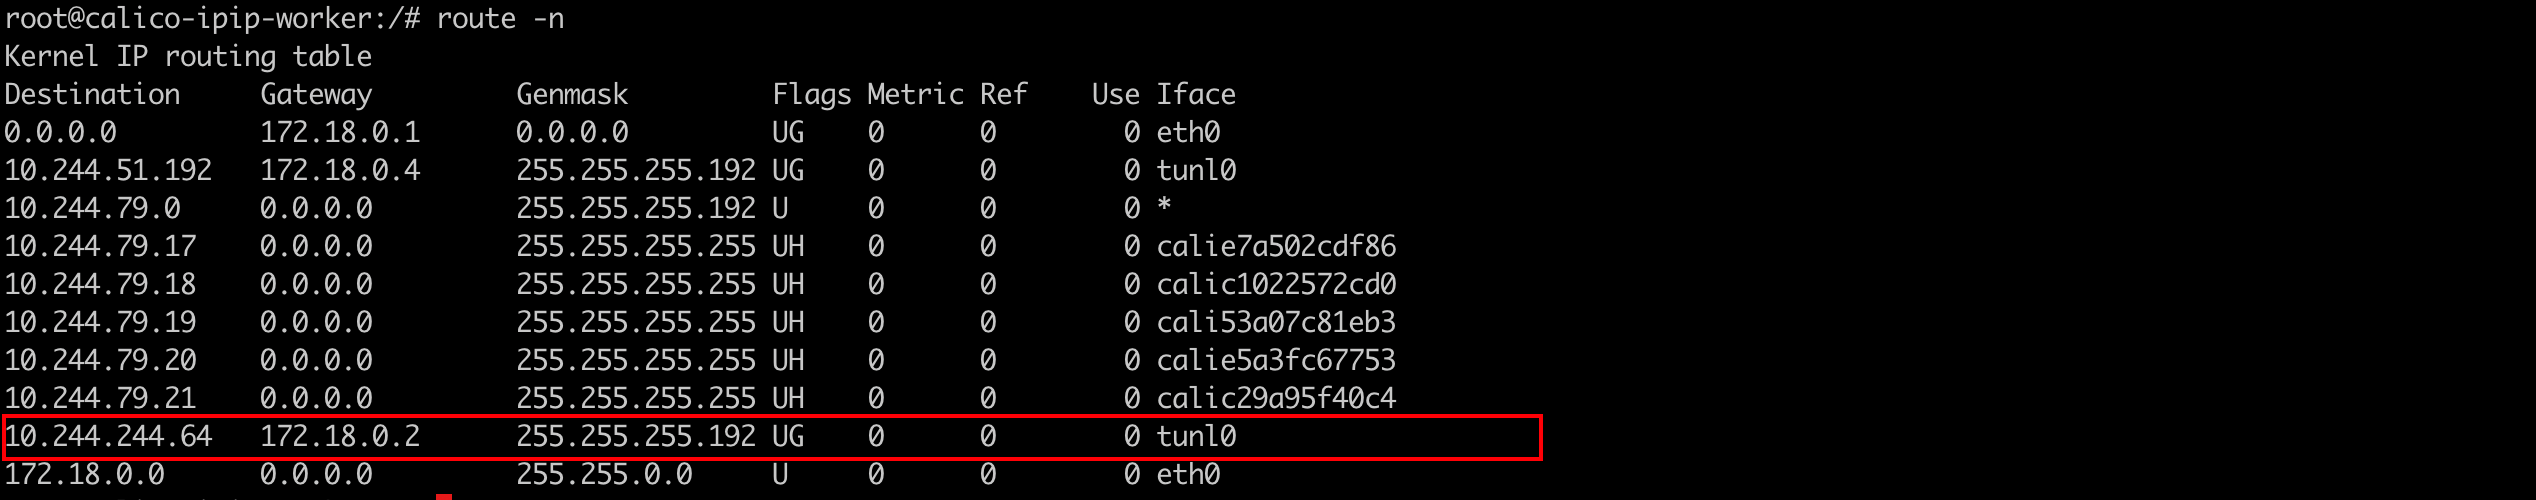 root@calico-ipip-worker:/# route -n
Kernel IP routing table
Destination     Gateway         Genmask         Flags Metric Ref    Use Iface
0.0.0.0         172.18.0.1      0.0.0.0         UG    0      0        0 eth0
10.244.51.192   172.18.0.4      255.255.255.192 UG    0      0        0 tunl0
10.244.79.0     0.0.0.0         255.255.255.192 U     0      0        0 *
10.244.79.17    0.0.0.0         255.255.255.255 UH    0      0        0 calie7a502cdf86
10.244.79.18    0.0.0.0         255.255.255.255 UH    0      0        0 calic1022572cd0
10.244.79.19    0.0.0.0         255.255.255.255 UH    0      0        0 cali53a07c81eb3
10.244.79.20    0.0.0.0         255.255.255.255 UH    0      0        0 calie5a3fc67753
10.244.79.21    0.0.0.0         255.255.255.255 UH    0      0        0 calic29a95f40c4
10.244.244.64   172.18.0.2      255.255.255.192 UG    0      0        0 tunl0
172.18.0.0      0.0.0.0         255.255.0.0     U     0      0        0 eth0